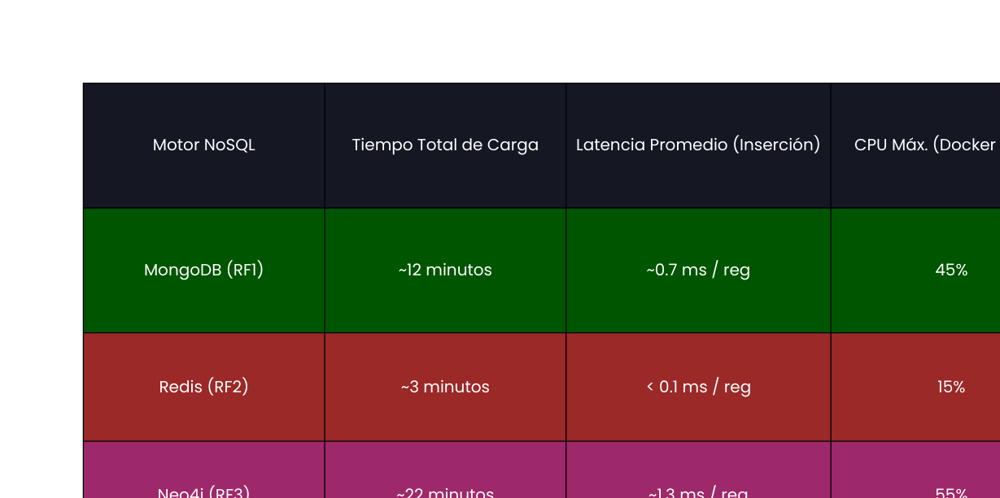 Motor NoSQL Tiempo Total de Carga Latencia Promedio (Inserción) CPU Máx. (Docker
MongoDB (RF1) ~12 minutos ~0.7 ms / reg 45%
Redis (RF2) ~3 minutos < 0.1 ms / reg 15%
Neo4j (RF3) ~22 minutos ~1.3 ms / reg 55%